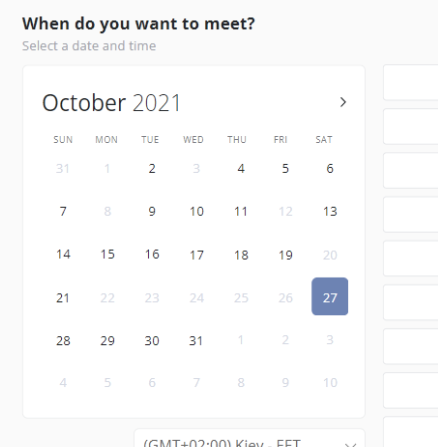 When do you want to meet?
Select a date and time
October 2021
SUN MON TUE WED THU FRI SAT
31 1 2 3 4 5 6
7 8 9 10 11 12 13
14 15 16 17 18 19 20
21 22 23 24 25 26 27
28 29 30 31 1 2 3
4 5 6 7 8 9 10
(GMT+02:00) Kiev - EET